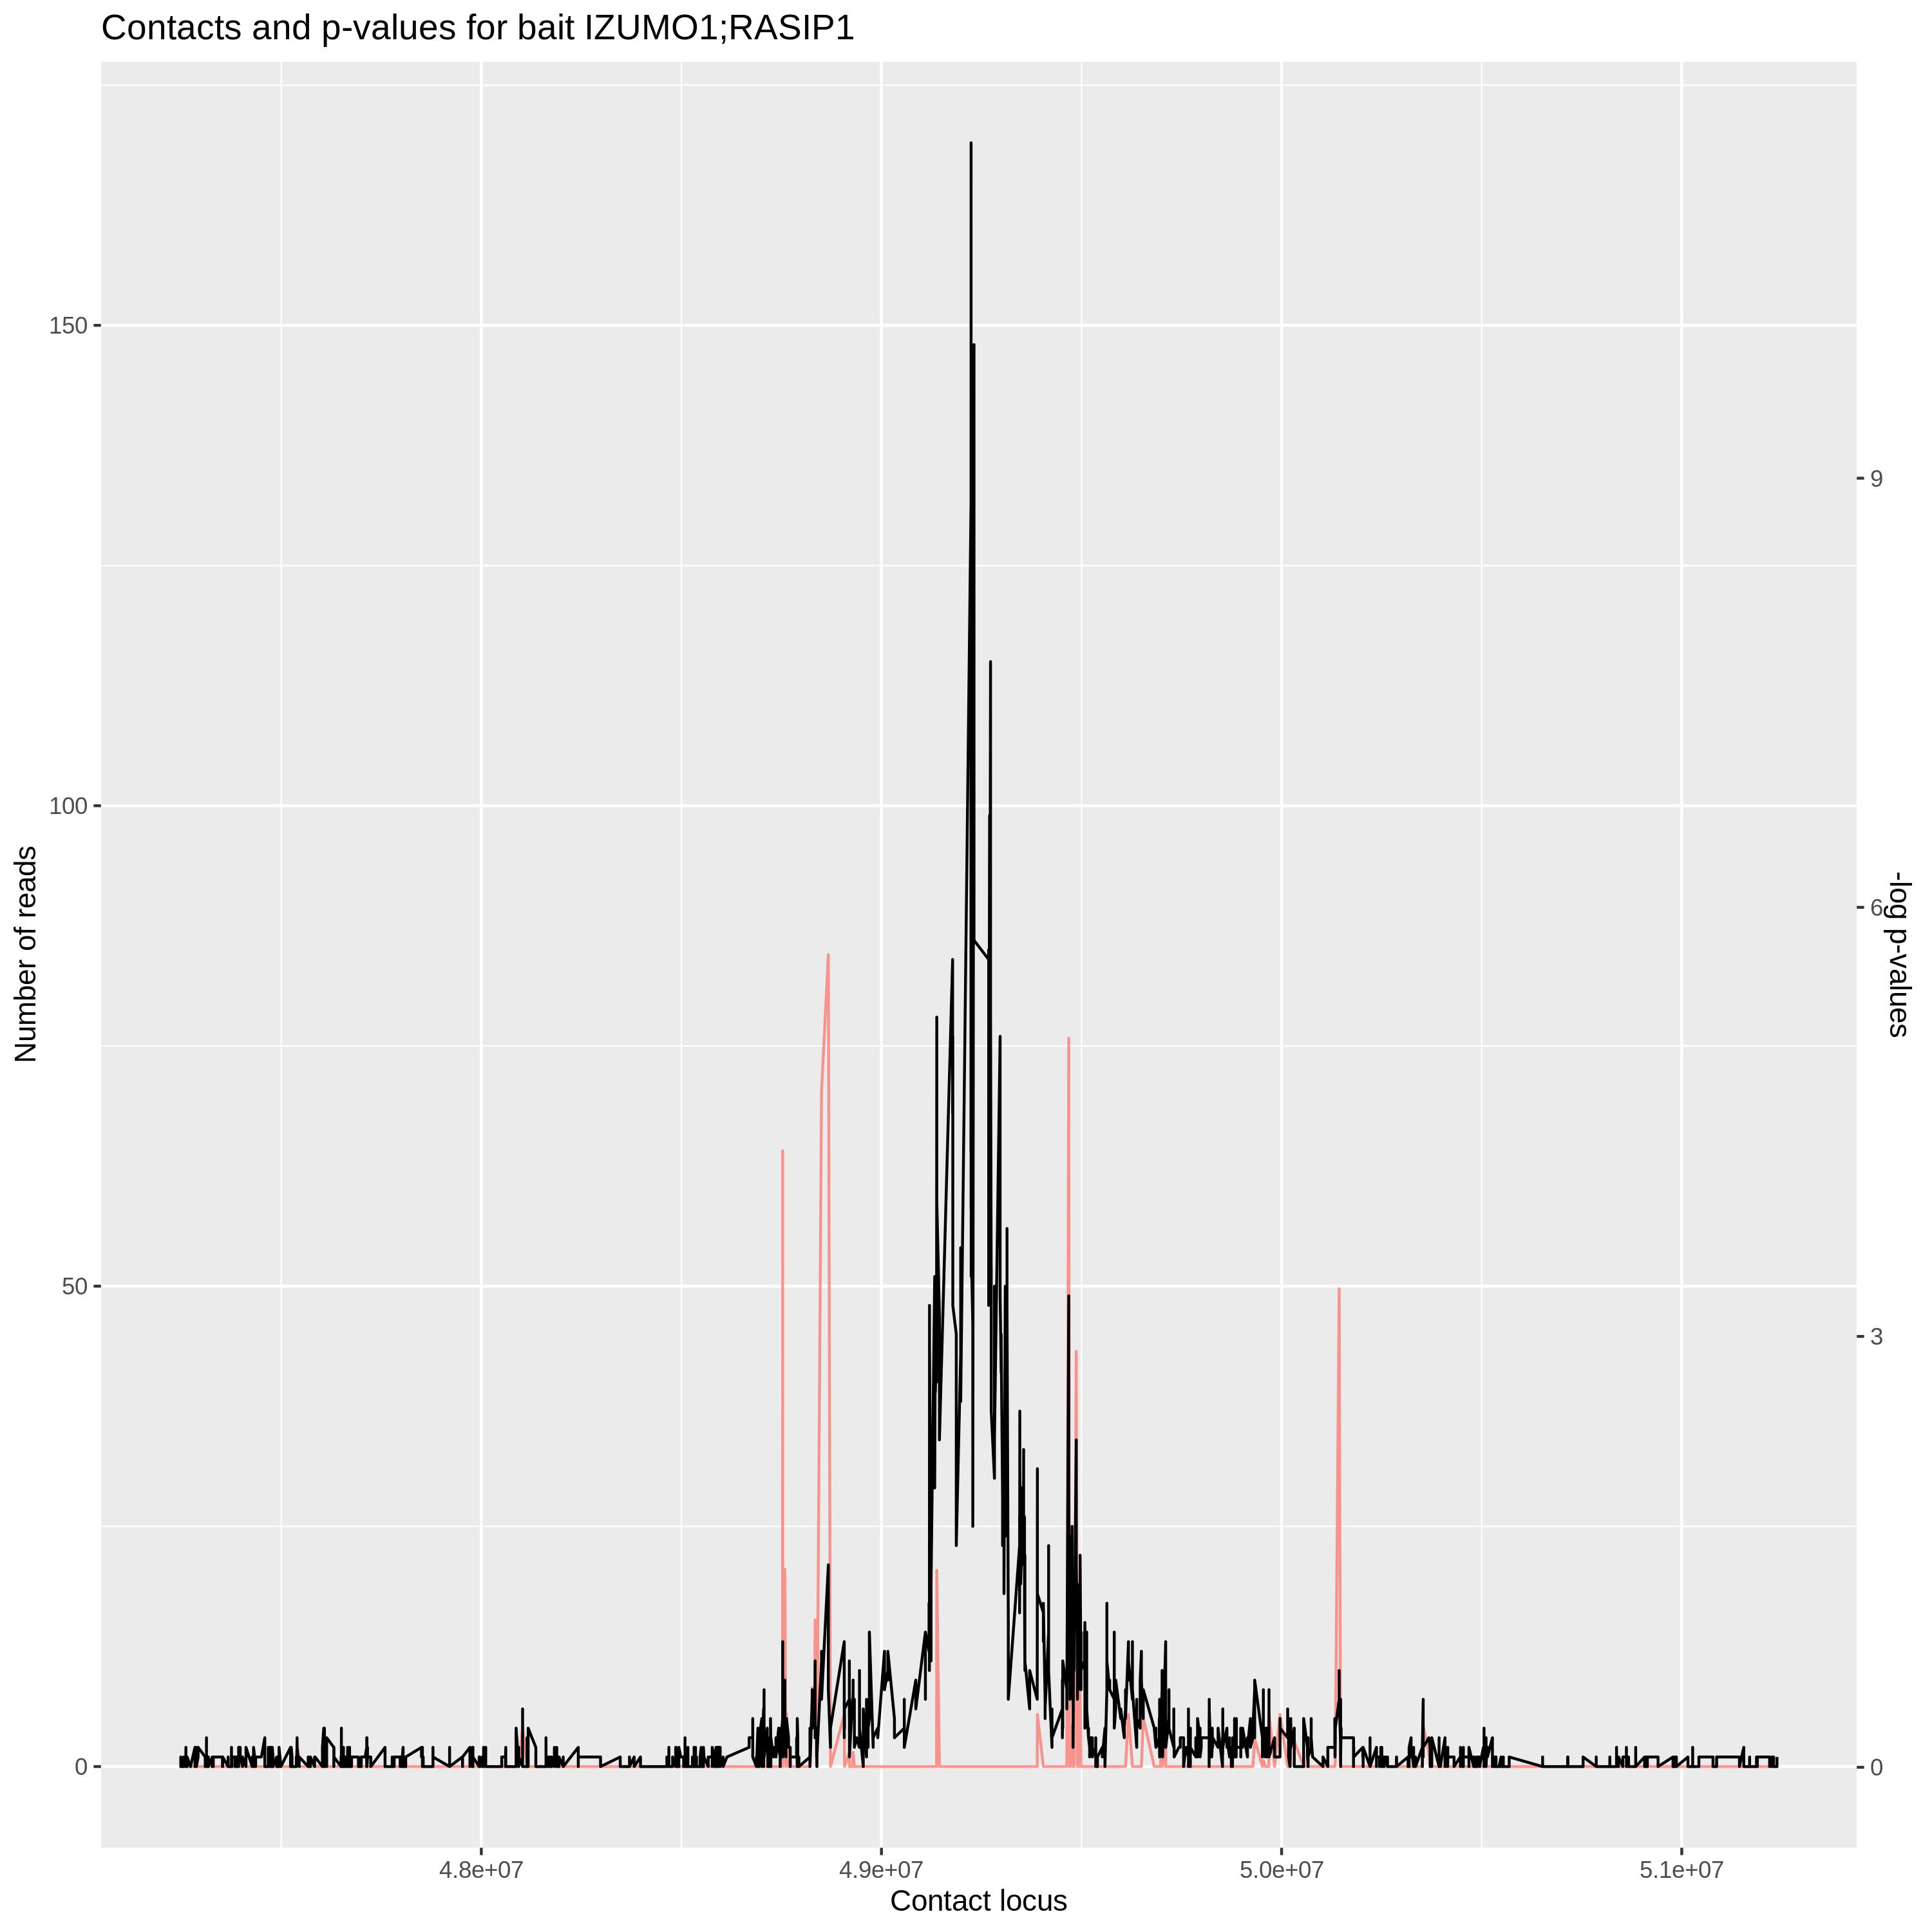 Contacts and p-values for bait IZUMO1;RASIP1
150
100
50
0
Number of reads
9
6
3
0
-log p-values
4.8e+07
4.9e+07
5.0e+07
5.1e+07
Contact locus